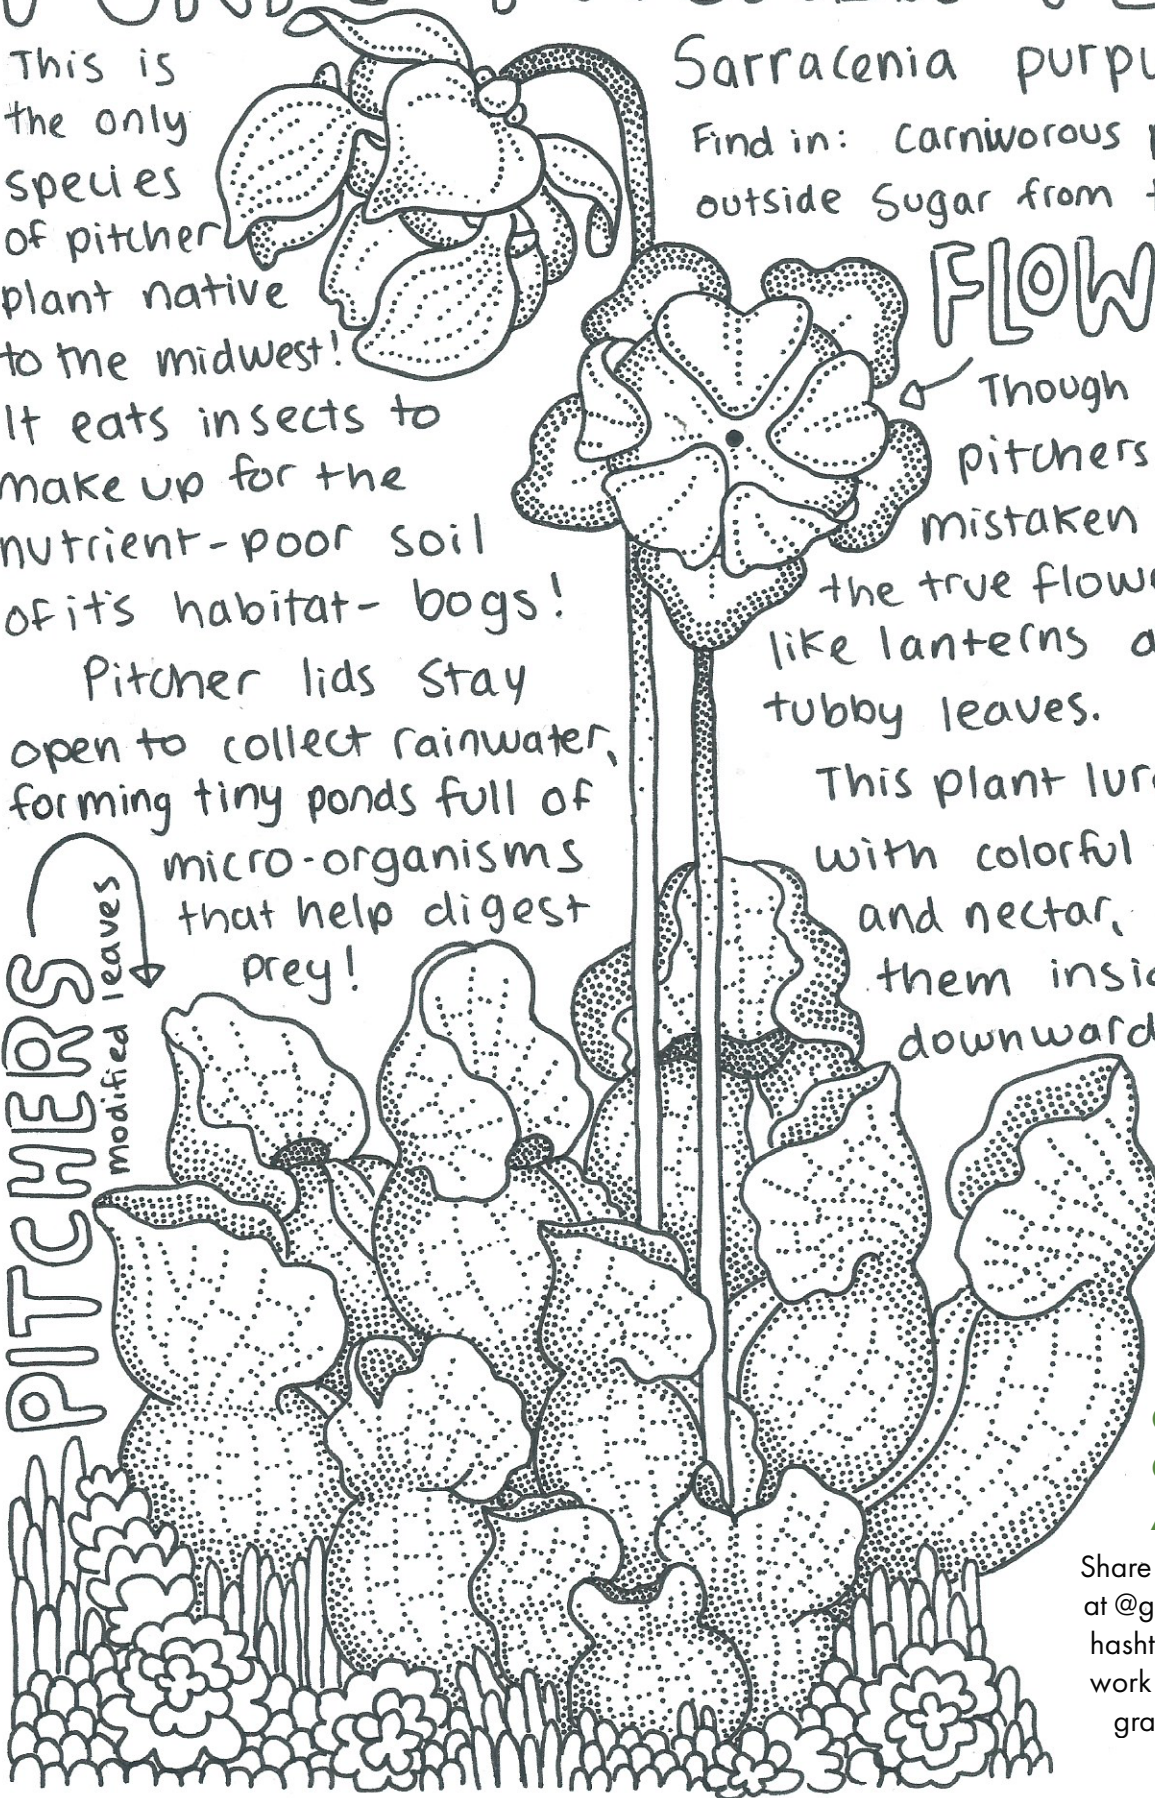 This is
the only
species
of pitcher
plant native
to the midwest!
It eats insects to
make up for the
nutrient-poor soil
of it's habitat- bogs!
Pitcher lids stay
open to collect rainwater,
forming tiny ponds full of
micro-organisms
that help digest
prey!
PITCHERS
modified leaves
Sarracenia purpu
Find in: Carniworous p
outside Sugar from t
FLOW
Though
pitchers
mistaken
the true flowe
like lanterns a
tubby leaves.
This plant lur
with colorful
and nectar,
them insid
downward
Share
at @g
hasht
work
gra